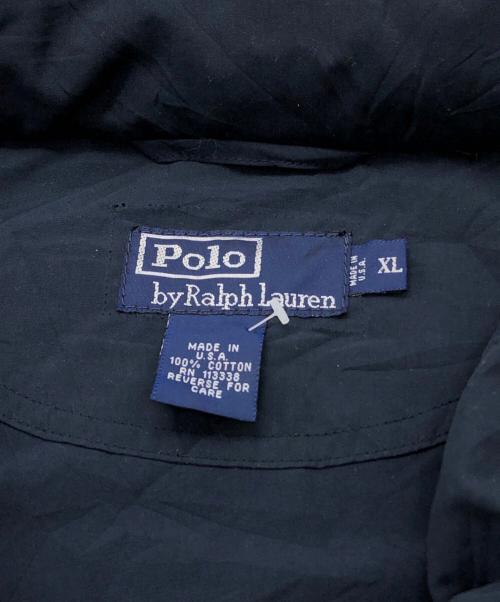 Polo
by Ralph Lauren
MADE IN
U.S.A.
XL
MADE IN
U.S.A.
100% COTTON
RN 113338
REVERSE FOR
CARE